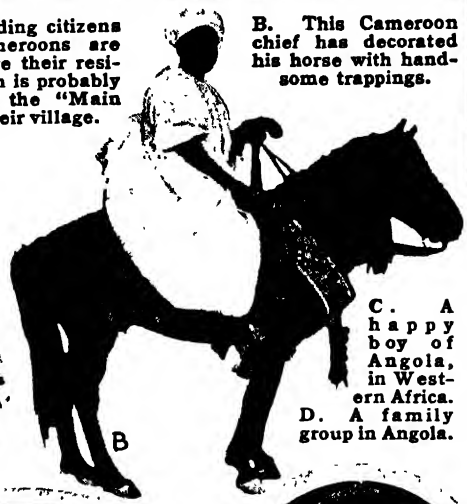 ding citizens
neroons are
e their resi-
n is probably
the "Main
eir village.
B. This Cameroon
chief has decorated
his horse with hand-
some trappings.
C. A
happy
boy of
Angola,
in West-
ern Africa.
D. A family
group in Angola.
B